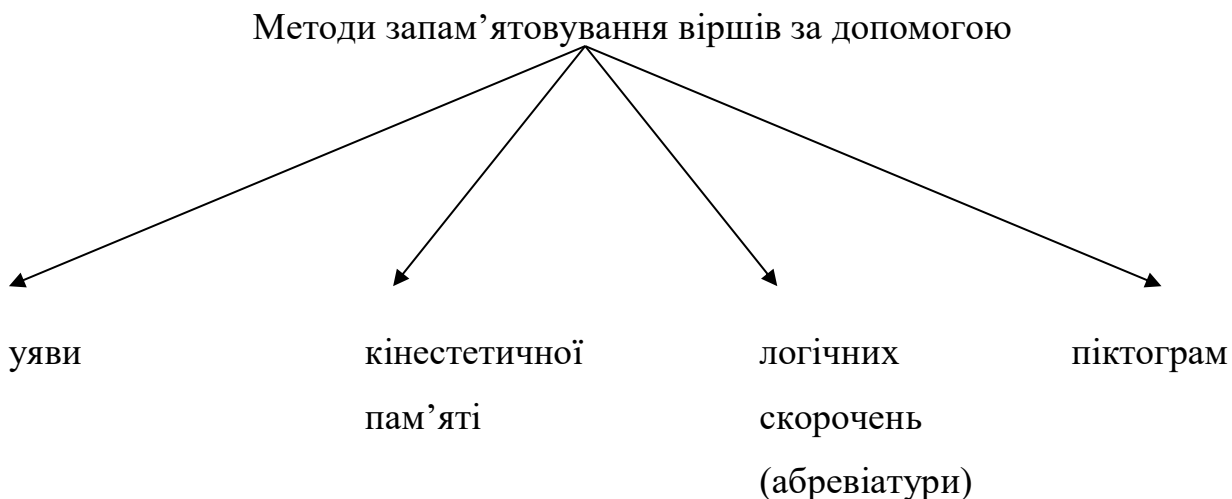 Методи запам’ятовування віршів за допомогою
уяви
кінестетичної
пам’яті
логічних
скорочень
(абревіатури)
піктограм